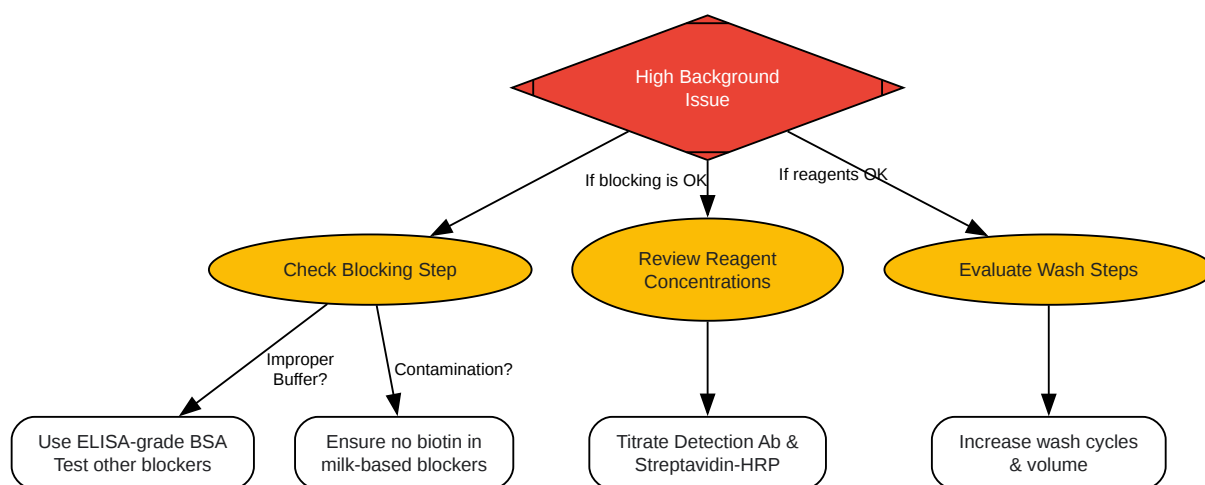 High Background
Issue
If blocking is OK
If reagents OK
Check Blocking Step
Review Reagent
Concentrations
Evaluate Wash Steps
Improper
Buffer?
Contamination?
Use ELISA-grade BSA
Test other blockers
Ensure no biotin in
milk-based blockers
Titrate Detection Ab &
Streptavidin-HRP
Increase wash cycles
& volume